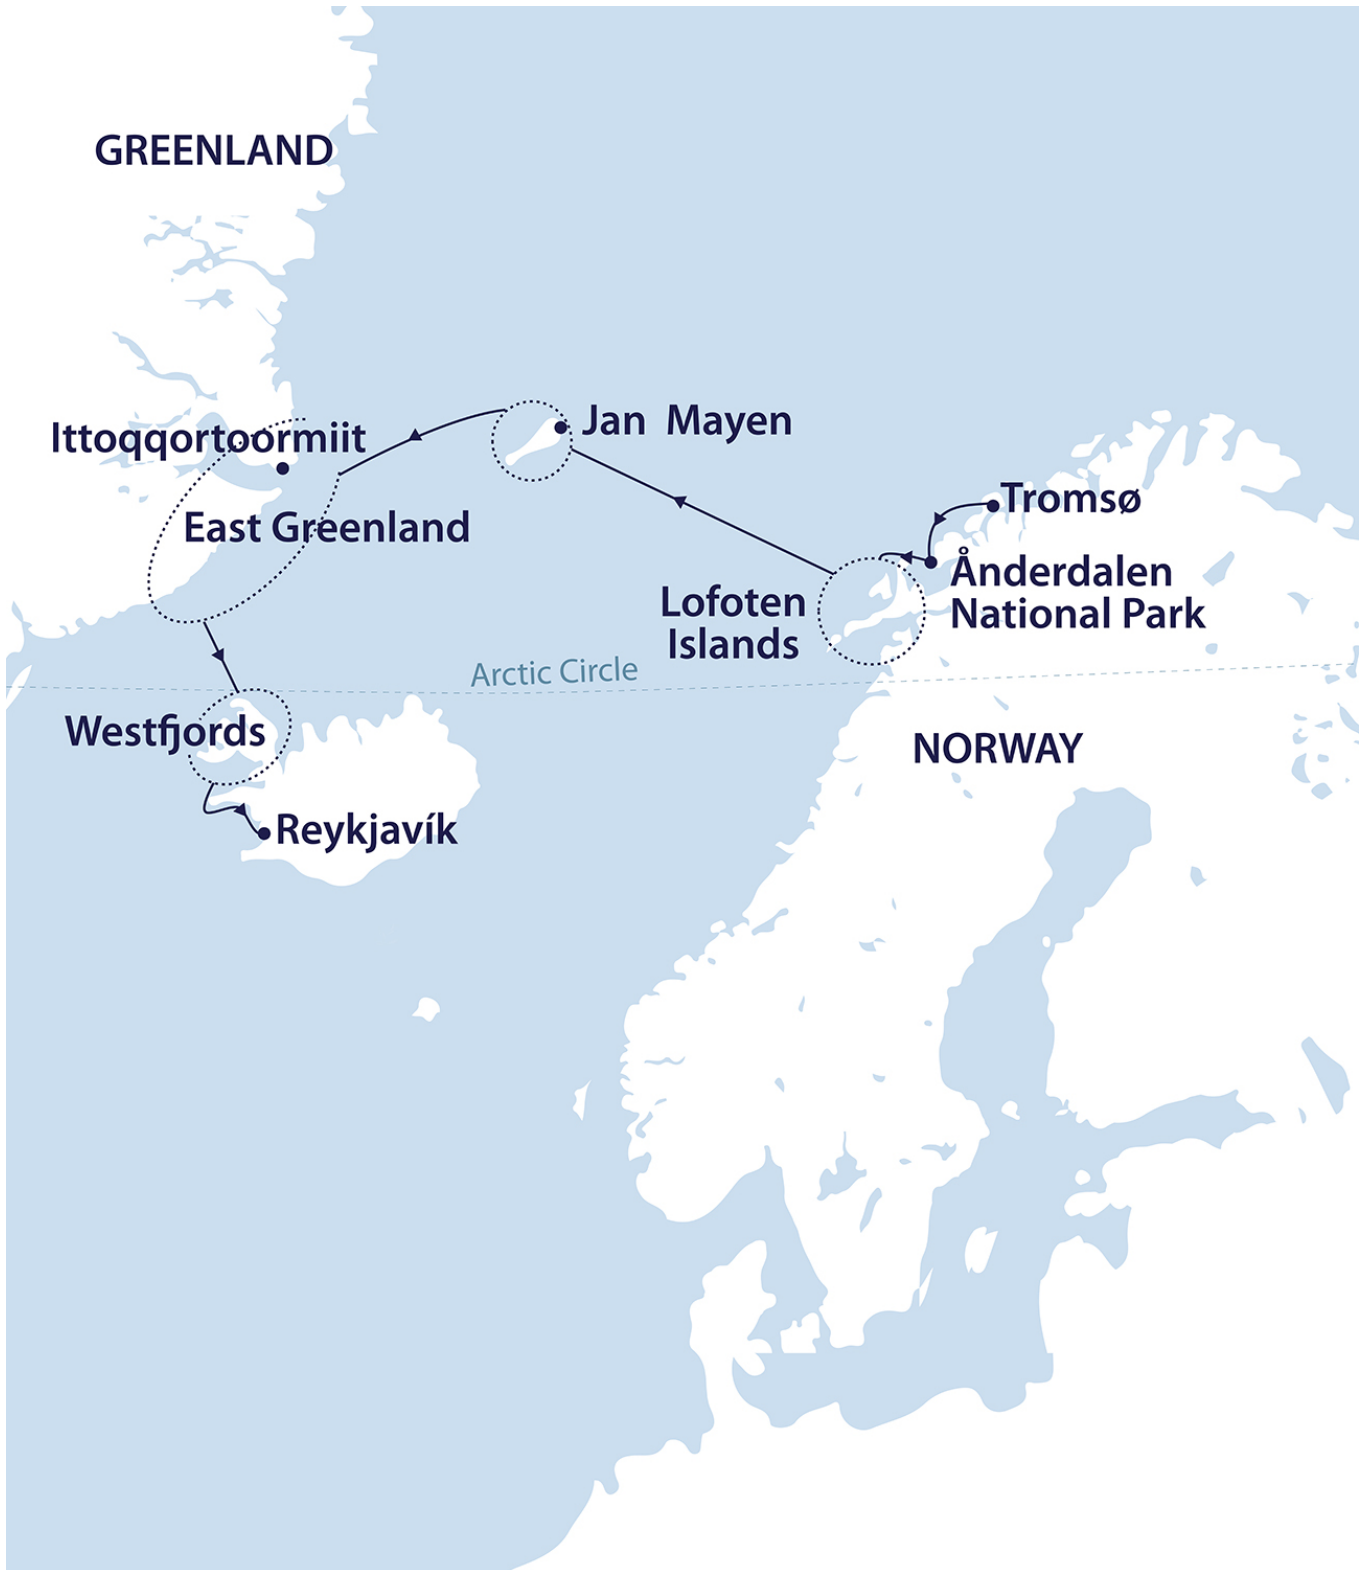 GREENLAND
Jan Mayen
Ittoqqortoormiit
Tromsø
East Greenland
Ånderdalen
National Park
Lofoten
Islands
Arctic Circle
Westfjords
NORWAY
Reykjavík